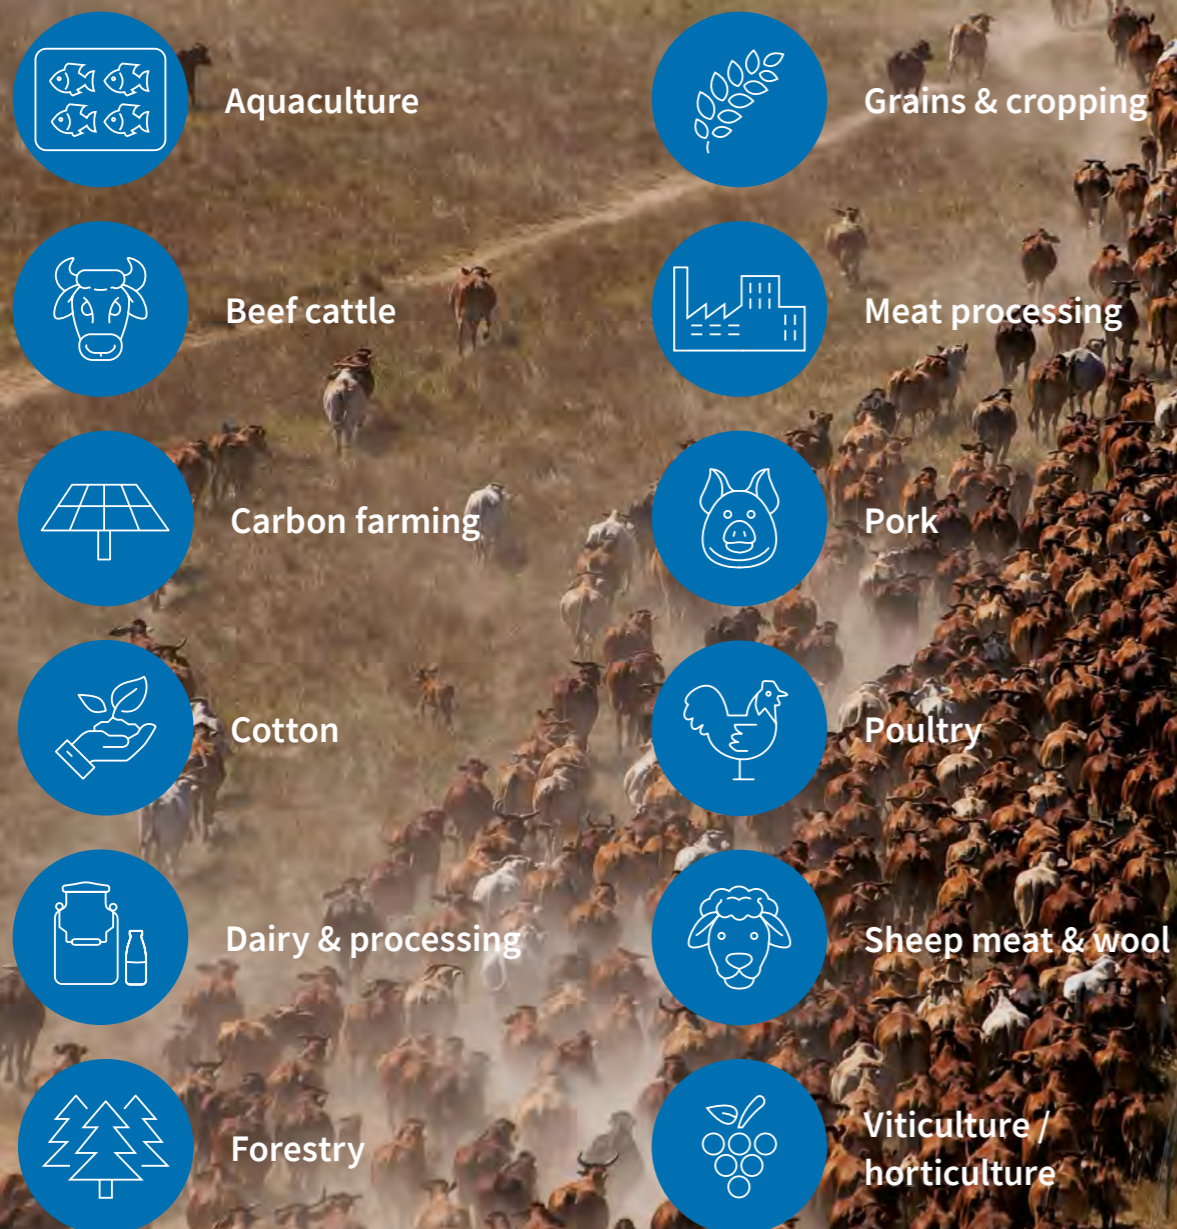 Aquaculture
Beef cattle
Carbon farming
Cotton
Dairy & processing
Forestry
Grains & cropping
Meat processing
Pork
Poultry
Sheep meat & wool
Viticulture /
horticulture